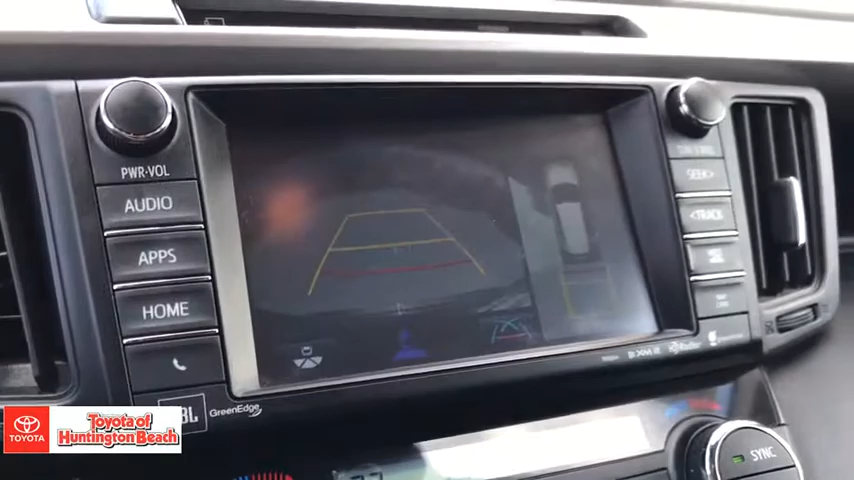 PWR•VOL
AUDIO
APPS
HOME
JBL
GreenEdge
SEEK›
‹TRACK
SYNC
TOYOTA
Toyota of
Huntington Beach